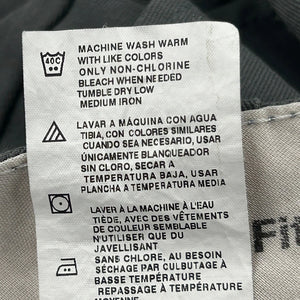 40C
MACHINE WASH WARM
WITH LIKE COLORS
ONLY NON-CHLORINE
BLEACH WHEN NEEDED
TUMBLE DRY LOW
MEDIUM IRON
LAVAR A MÁQUINA CON AGUA
TIBIA, CON COLORES SIMILARES
CUANDO SEA NECESARIO, USAR
ÚNICAMENTE BLANQUEADOR
SIN CLORO, SECAR A
TEMPERATURA BAJA, USAR
PLANCHA A TEMPERATURA MEDIA
LAVER À LA MACHINE À L'EAU
TIÈDE, AVEC DES VÊTEMENTS
DE COULEUR SEMBLABLE
N'UTILISER QUE DU
JAVELLISANT
SANS CHLORE, AU BESOIN
SÉCHAGE PAR CULBUTAGE À
BASSE TEMPÉRATURE
REPASSAGE À TEMPÉRATURE
MOYENNE
Fit